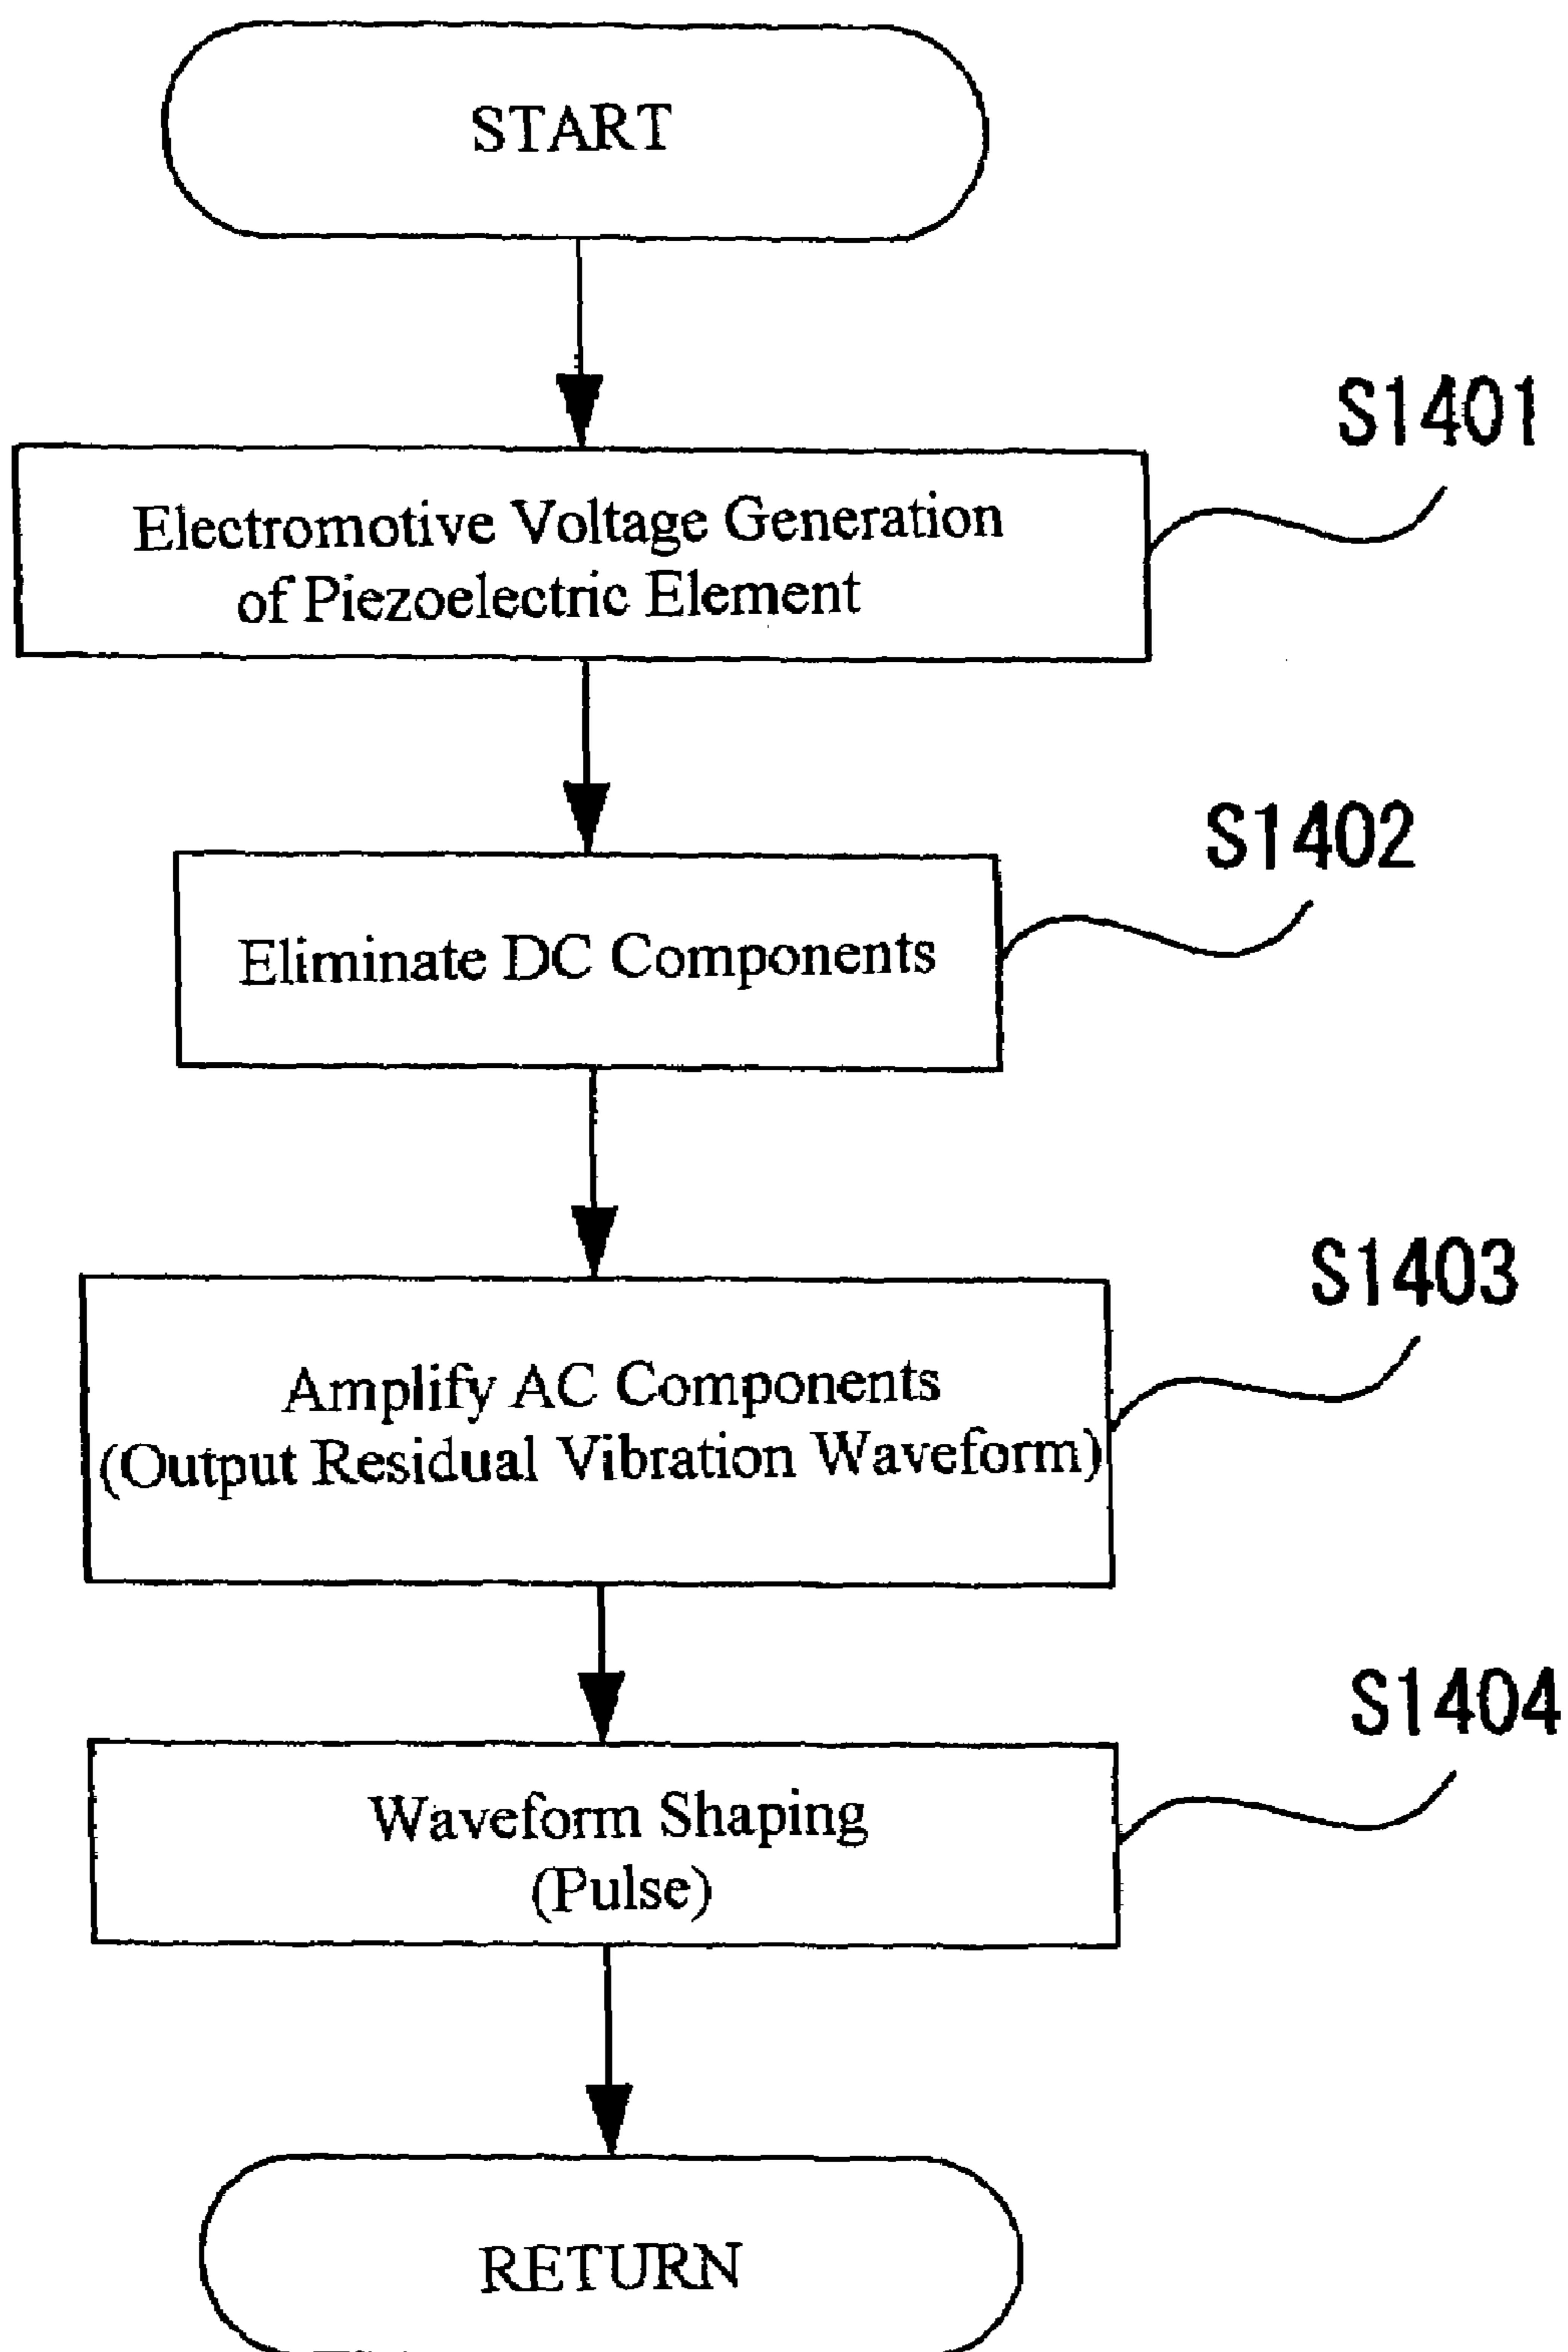 START
S1401
Electromotive Voltage Generation
of Piezoelectric Element
S1402
Eliminate DC Components
S1403
Amplify AC Components
(Output Residual Vibration Waveform)
S1404
Waveform Shaping
(Pulse)
RETURN